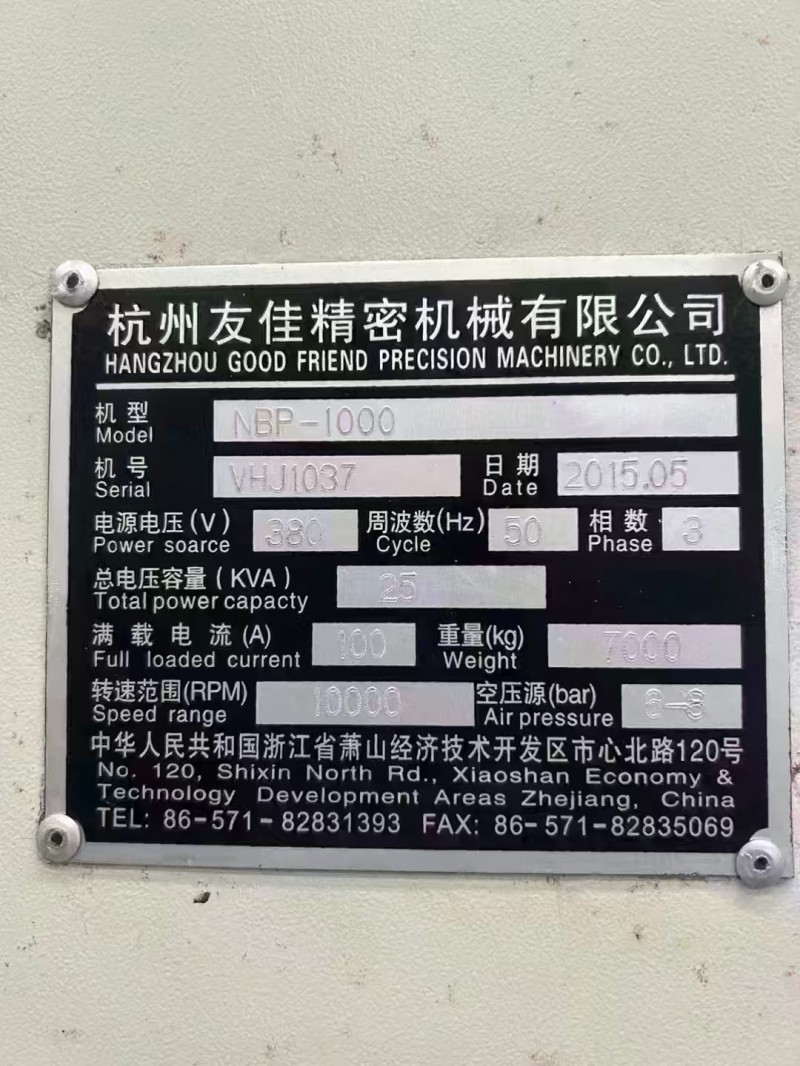 杭州友佳精密机械有限公司
HANGZHOU GOOD FRIEND PRECISION MACHINERY CO., LTD.
机型 NBP-1000
Model
机号 VHJ1037 日期 2015.05
Serial Date
电源电压(V) 380 周波数(Hz) 50 相数 3
Power soarce Cycle Phase
总电压容量(KVA) 25
Total power capacty
满载电流(A) 100 重量(kg) 7000
Full loaded current Weight
转速范围(RPM) 10000 空压源(bar) 6-8
Speed range Air pressure
中华人民共和国浙江省萧山经济技术开发区市心北路120号
No. 120, Shixin North Rd., Xiaoshan Economy &
Technology Development Areas Zhejiang, China
TEL: 86-571-82831393 FAX: 86-571-82835069